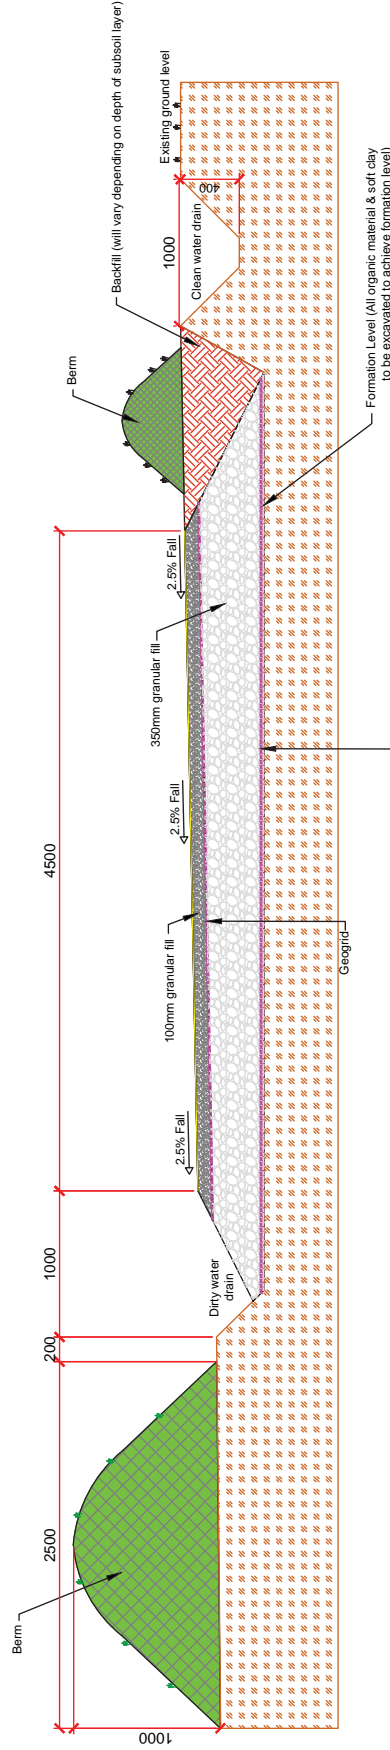 Berm
1000
2500
200
1000
4500
Dirty water
drain
2.5% Fall
100mm granular fill
2.5% Fall
350mm granular fill
2.5% Fall
Geogrid
Berm
Backfill (will vary depending on depth of subsoil layer)
1000
Clean water drain
400
Existing ground level
Formation Level (All organic material & soft clay
to be excavated to achieve formation level)